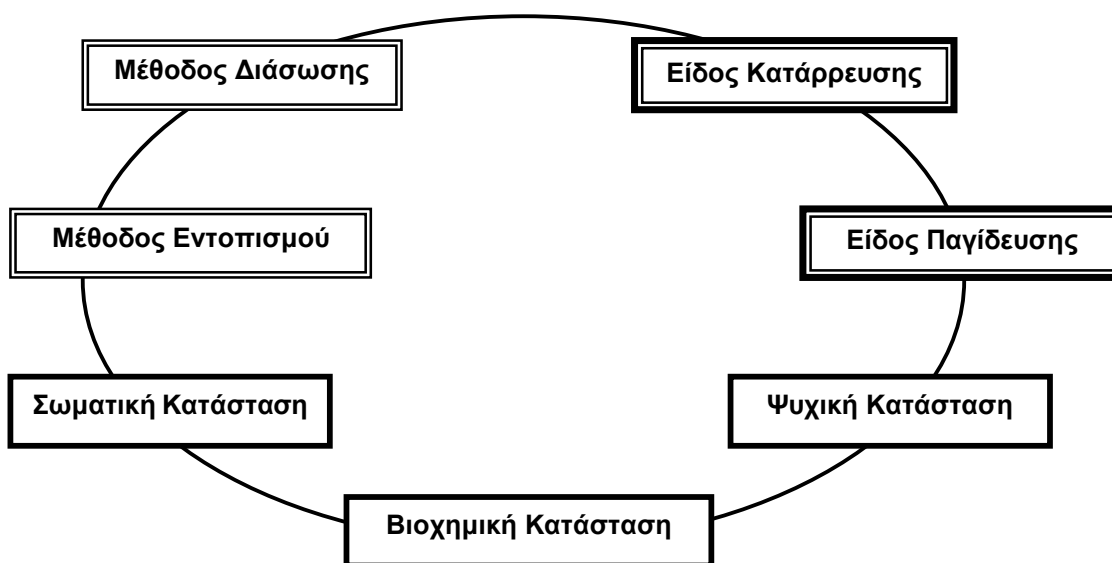 Μέθοδος Διάσωσης
Είδος Κατάρρευσης
Μέθοδος Εντοπισμού
Είδος Παγίδευσης
Σωματική Κατάσταση
Ψυχική Κατάσταση
Βιοχημική Κατάσταση